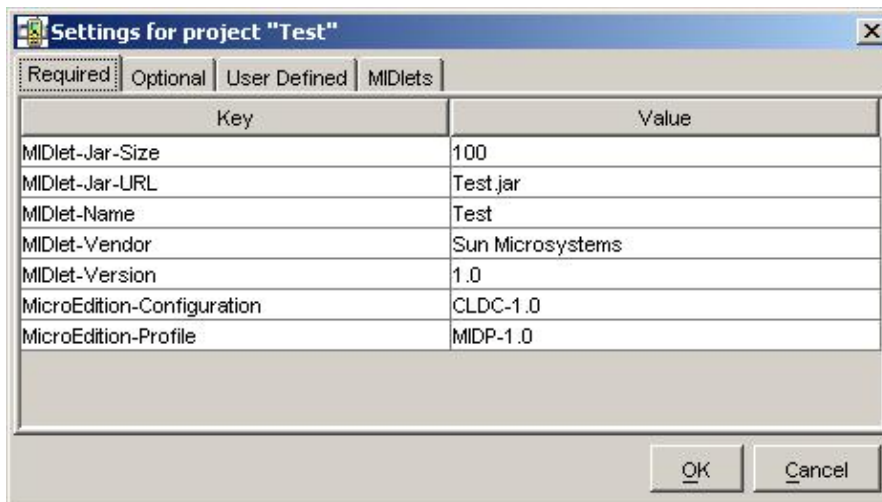 Settings for project "Test"
Required Optional User Defined MIDlets
Key Value
MIDlet-Jar-Size 100
MIDlet-Jar-URL Test.jar
MIDlet-Name Test
MIDlet-Vendor Sun Microsystems
MIDlet-Version 1.0
MicroEdition-Configuration CLDC-1.0
MicroEdition-Profile MIDP-1.0
OK Cancel